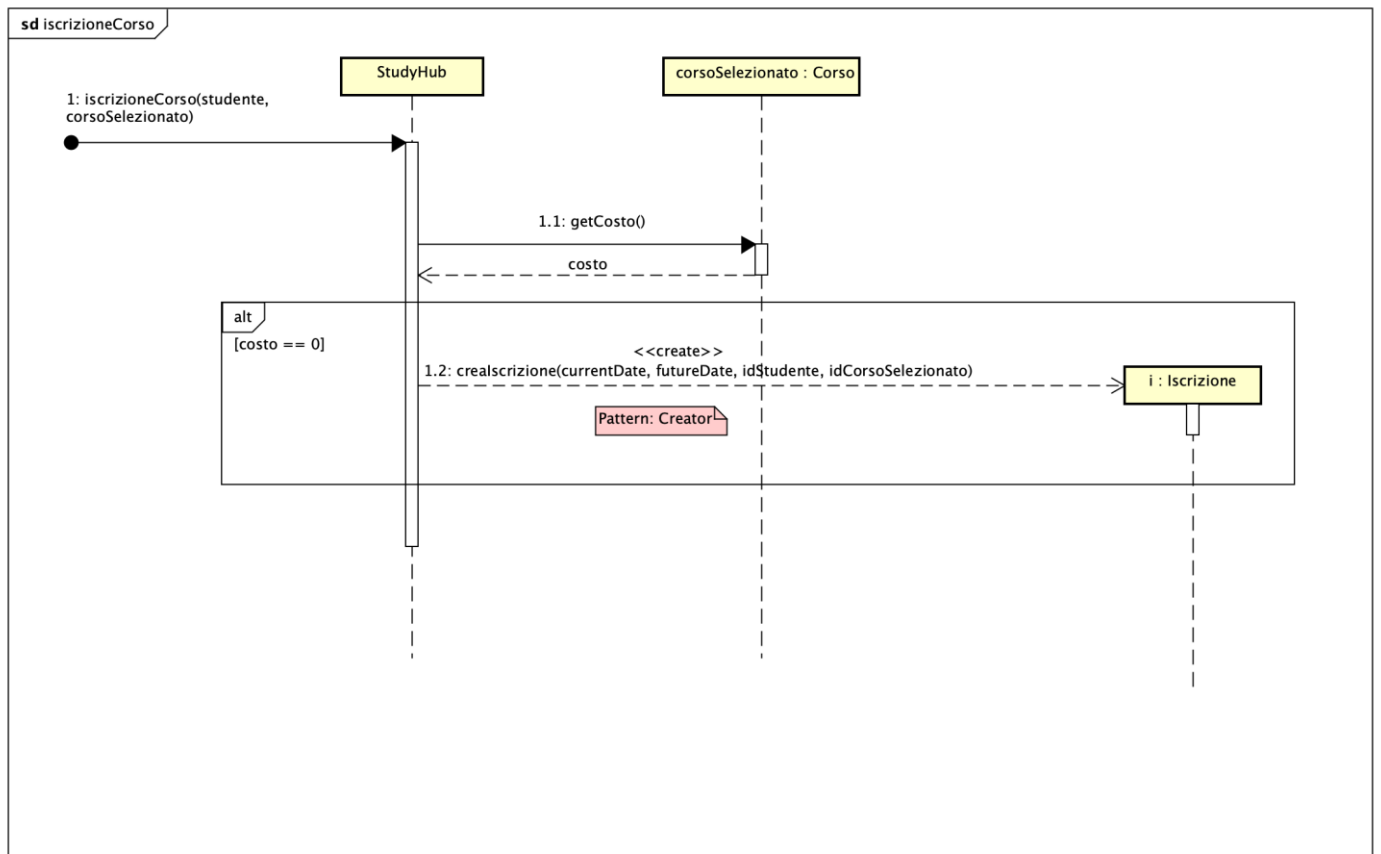 sd iscrizioneCorso
StudyHub
corsoSelezionato : Corso
1: iscrizioneCorso(studente,
corsoSelezionato)
1.1: getCosto()
costo
alt
[costo == 0]
<<create>>
1.2: creaIscrizione(currentDate, futureDate, idStudente, idCorsoSelezionato)
i : Iscrizione
Pattern: Creator